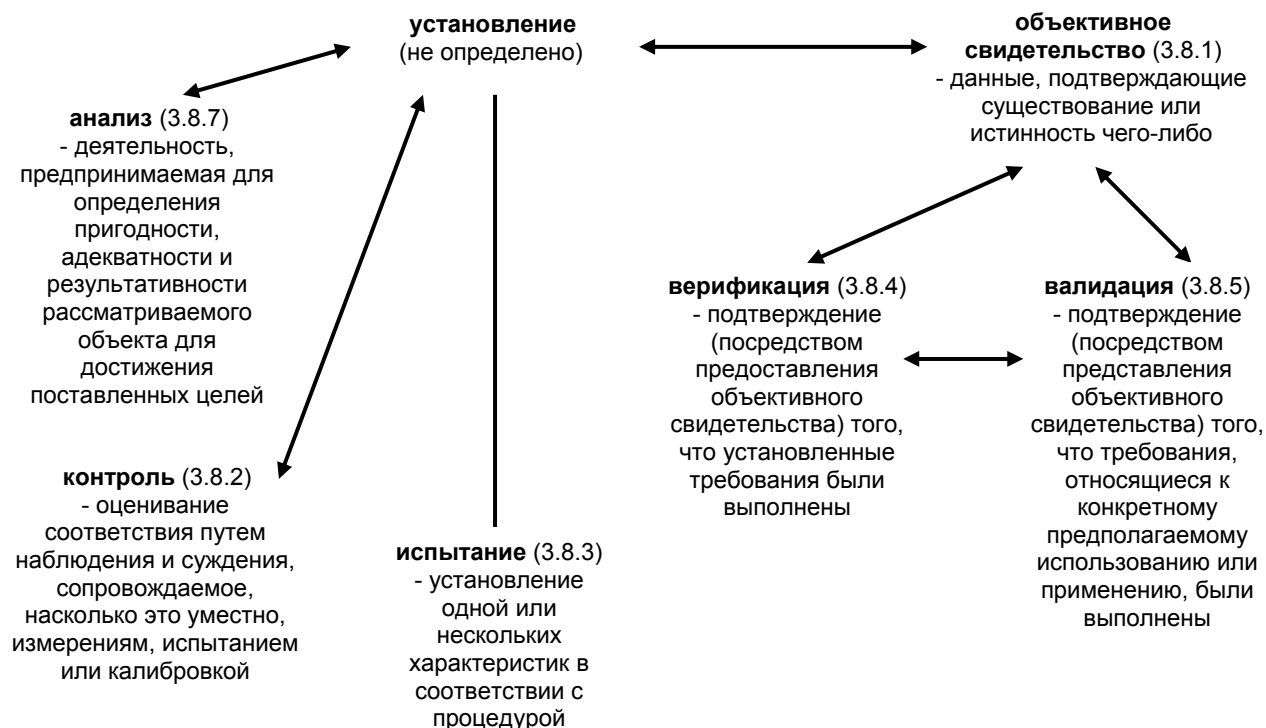 установление
(не определено)
объективное
свидетельство (3.8.1)
- данные, подтверждающие
существование или
истинность чего-либо
анализ (3.8.7)
- деятельность,
предпринимаемая для
определения
пригодности,
адекватности и
результативности
рассматриваемого
объекта для
достижения
поставленных целей
верификация (3.8.4)
- подтверждение
(посредством
предоставления
объективного
свидетельства) того,
что установленные
требования были
выполнены
валидация (3.8.5)
- подтверждение
(посредством
представления
объективного
свидетельства) того,
что требования,
относящиеся к
конкретному
предполагаемому
использованию или
применению, были
выполнены
контроль (3.8.2)
- оценивание
соответствия путем
наблюдения и суждения,
сопровождаемое,
насколько это уместно,
измерениям, испытанием
или калибровкой
испытание (3.8.3)
- установление
одной или
нескольких
характеристик в
соответствии с
процедурой